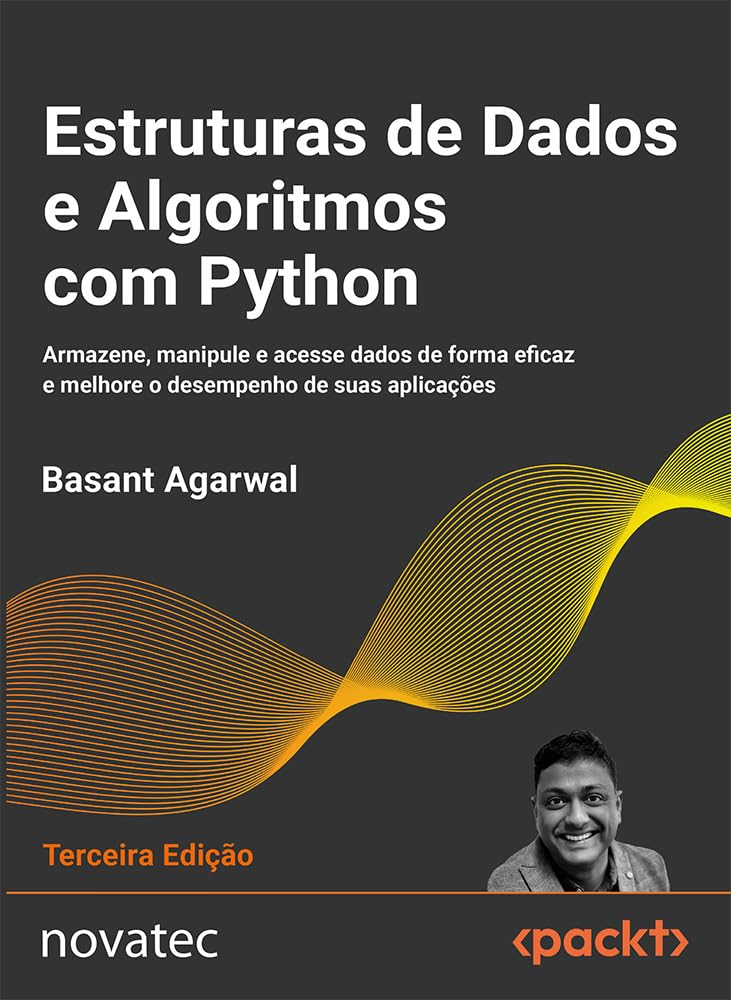 Estruturas de Dados
e Algoritmos
com Python
Armazene, manipule e acesse dados de forma eficaz
e melhore o desempenho de suas aplicações
Basant Agarwal
Terceira Edição
novatec
<packt>